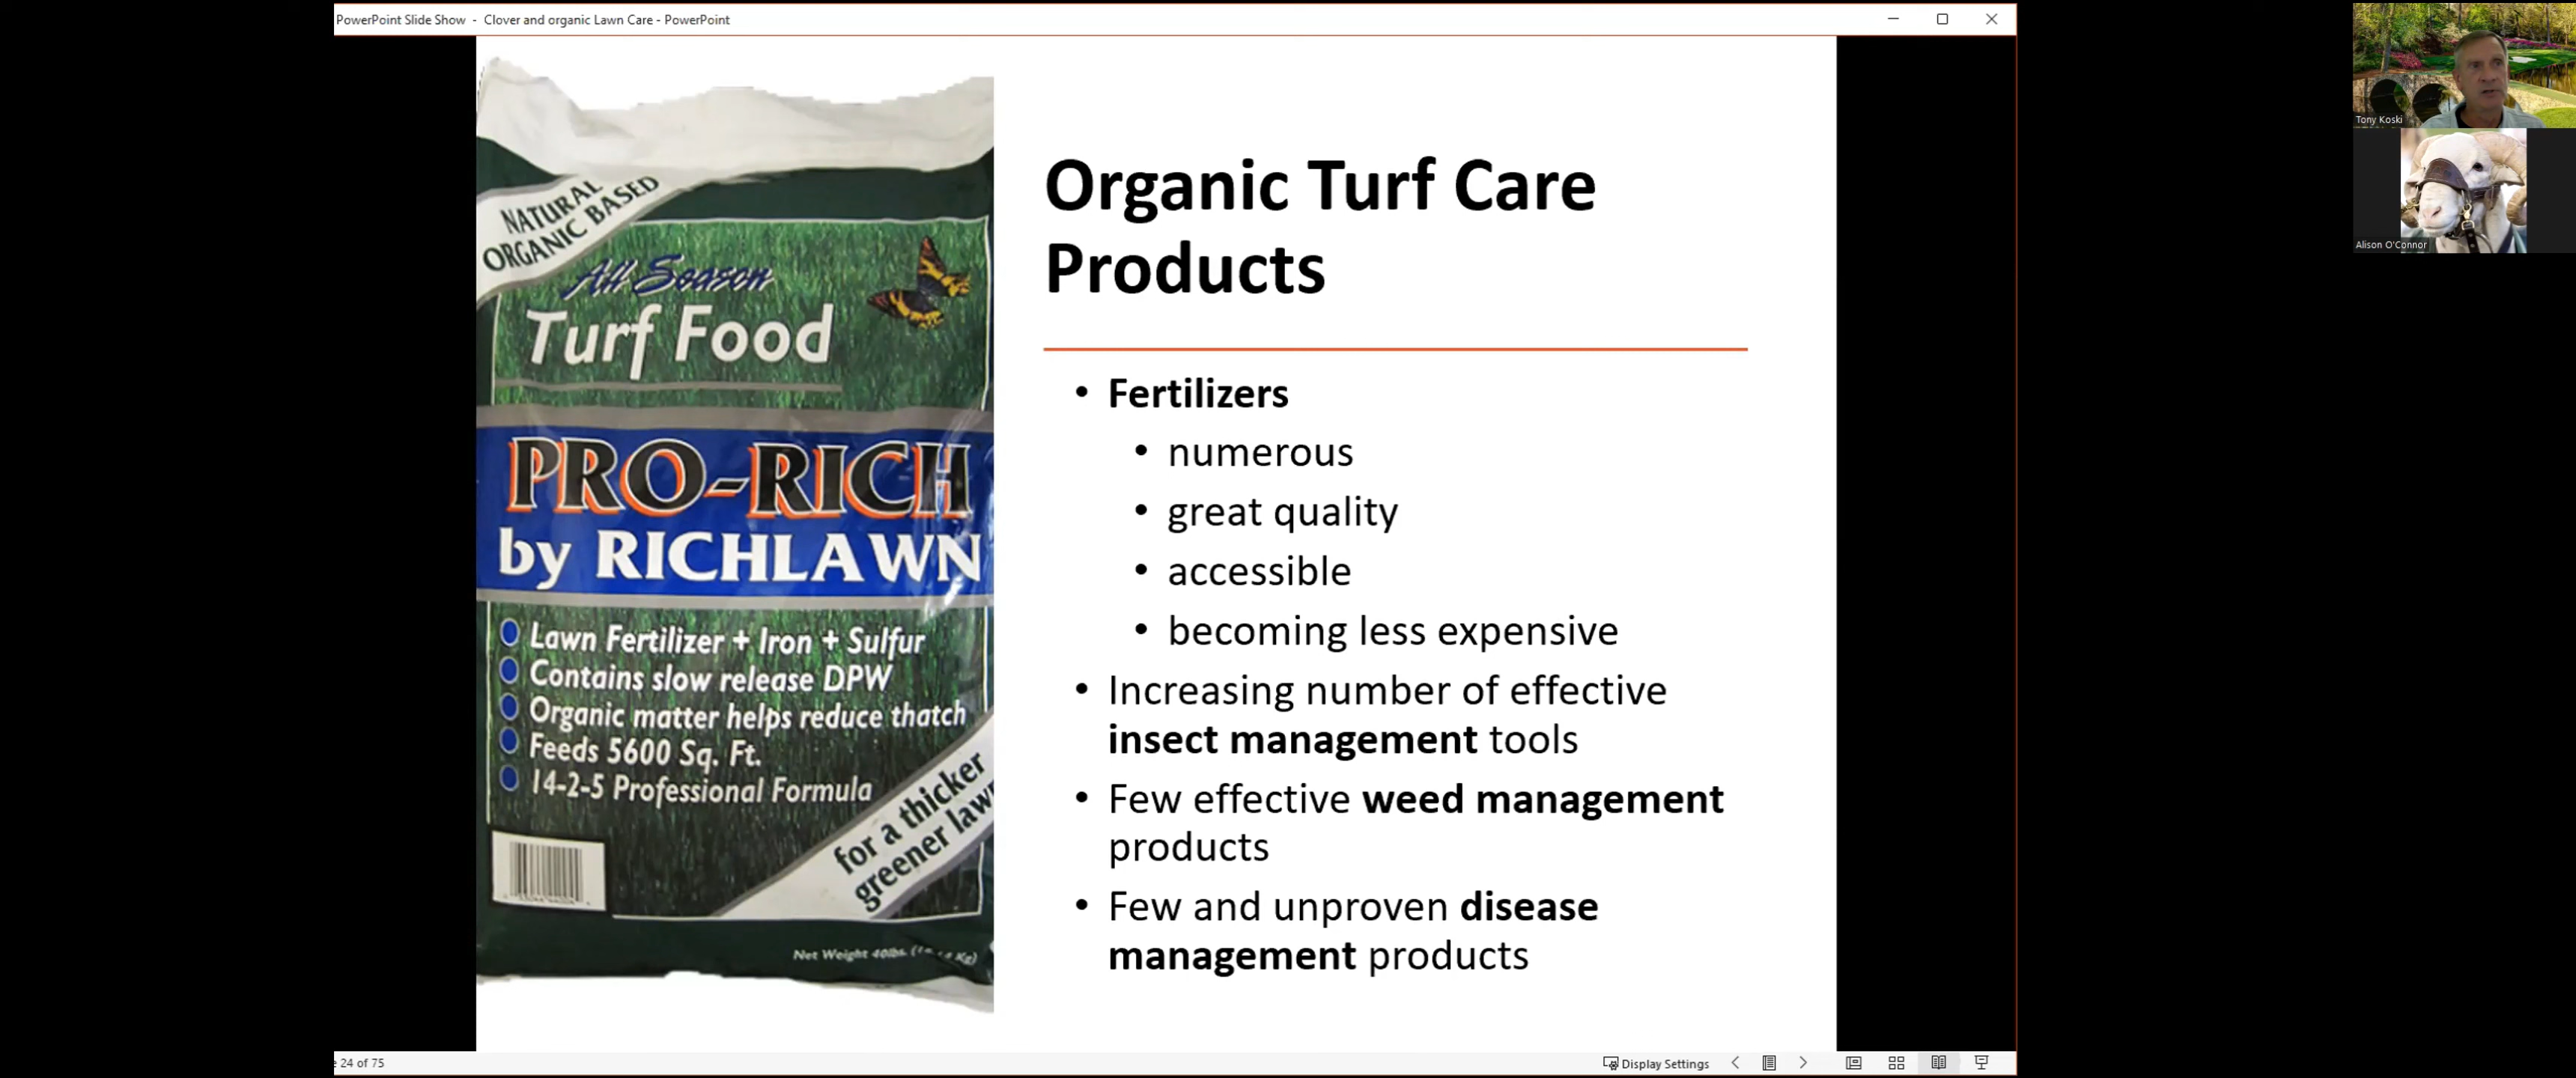 PowerPoint Slide Show - Clover and organic Lawn Care - PowerPoint
NATURAL
ORGANIC BASED
All Season
Turf Food
PRO-RICH
by RICHLAWN
Lawn Fertilizer + Iron + Sulfur
Contains slow release DPW
Organic matter helps reduce thatch
Feeds 5600 Sq. Ft.
14-2-5 Professional Formula
for a thicker
greener lawn
Net Weight 40lbs.
Organic Turf Care
Products
• Fertilizers
• numerous
• great quality
• accessible
• becoming less expensive
• Increasing number of effective
insect management tools
• Few effective weed management
products
• Few and unproven disease
management products
Tony Koski
Alison O'Connor
24 of 75
Display Settings